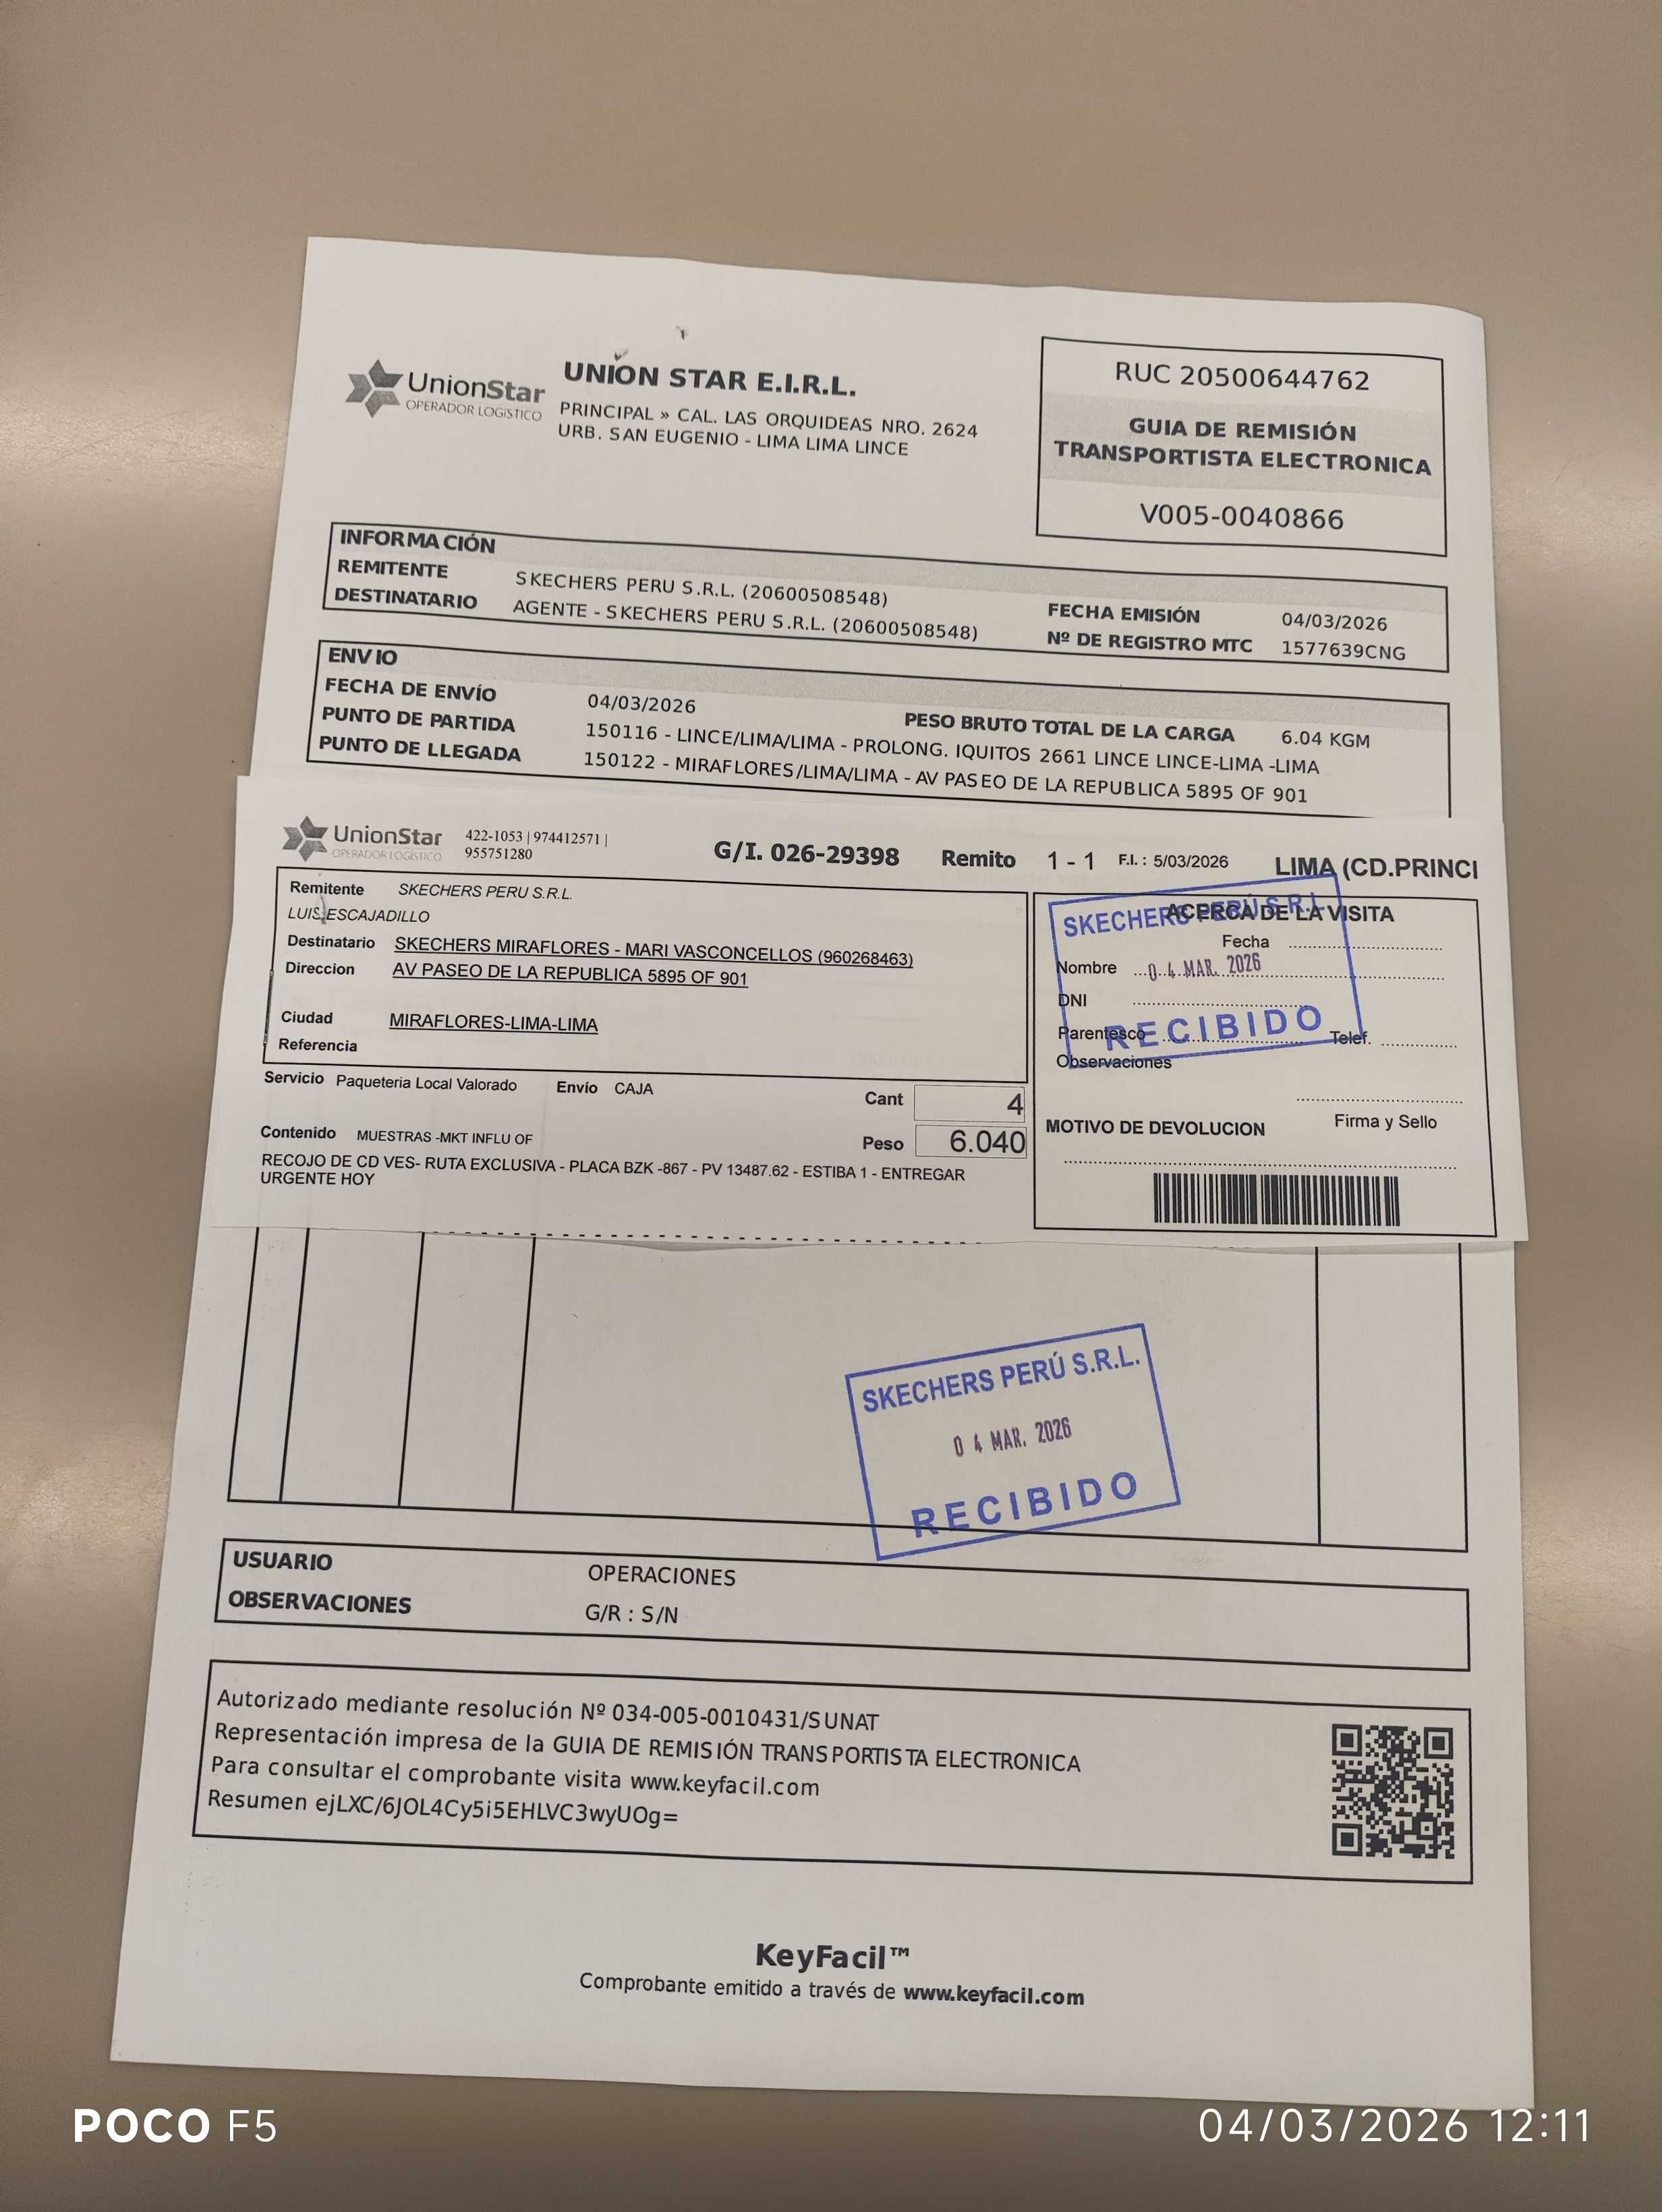 UnionStar
OPERADOR LOGÍSTICO
UNIÓN STAR E.I.R.L.
PRINCIPAL » CAL. LAS ORQUIDEAS NRO. 2624
URB. SAN EUGENIO - LIMA LIMA LINCE
RUC 20500644762
GUIA DE REMISIÓN
TRANSPORTISTA ELECTRONICA
V005-0040866
INFORMACIÓN
REMITENTE SKECHERS PERU S.R.L. (20600508548)
DESTINATARIO AGENTE - SKECHERS PERU S.R.L. (20600508548)
FECHA EMISIÓN 04/03/2026
Nº DE REGISTRO MTC 1577639CNG
ENVIO
FECHA DE ENVÍO 04/03/2026 PESO BRUTO TOTAL DE LA CARGA 6.04 KGM
PUNTO DE PARTIDA 150116 - LINCE/LIMA/LIMA - PROLONG. IQUITOS 2661 LINCE LINCE-LIMA -LIMA
PUNTO DE LLEGADA 150122 - MIRAFLORES/LIMA/LIMA - AV PASEO DE LA REPUBLICA 5895 OF 901
UnionStar
OPERADOR LOGÍSTICO
422-1053 | 974412571 |
955751280
G/I. 026-29398 Remito 1 - 1 F.I. : 5/03/2026 LIMA (CD.PRINCI
Remitente SKECHERS PERU S.R.L.
LUIS ESCAJADILLO
Destinatario SKECHERS MIRAFLORES - MARI VASCONCELLOS (960268463)
Direccion AV PASEO DE LA REPUBLICA 5895 OF 901
Ciudad MIRAFLORES-LIMA-LIMA
Referencia
Servicio Paqueteria Local Valorado Envío CAJA Cant 4
Contenido MUESTRAS -MKT INFLU OF Peso 6.040
RECOJO DE CD VES- RUTA EXCLUSIVA - PLACA BZK -867 - PV 13487.62 - ESTIBA 1 - ENTREGAR
URGENTE HOY
ACERCA DE LA VISITA
SKECHERS PERÚ S.R.L.
Fecha
Nombre
04 MAR. 2026
DNI
RECIBIDO
Parentesco Telef.
Observaciones
Firma y Sello
MOTIVO DE DEVOLUCION
SKECHERS PERÚ S.R.L.
04 MAR. 2026
RECIBIDO
USUARIO OPERACIONES
OBSERVACIONES G/R : S/N
Autorizado mediante resolución Nº 034-005-0010431/SUNAT
Representación impresa de la GUIA DE REMISIÓN TRANSPORTISTA ELECTRONICA
Para consultar el comprobante visita www.keyfacil.com
Resumen ejLXC/6JOL4Cy5i5EHLVC3wyUOg=
KeyFacil™
Comprobante emitido a través de www.keyfacil.com
POCO F5
04/03/2026 12:11